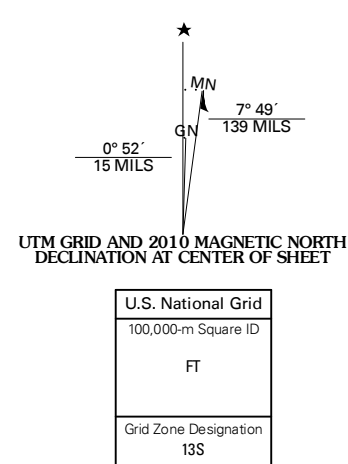 MN
7° 49´
139 MILS
GN
0° 52´
15 MILS
UTM GRID AND 2010 MAGNETIC NORTH
DECLINATION AT CENTER OF SHEET
U.S. National Grid
100,000-m Square ID
FT
Grid Zone Designation
13S